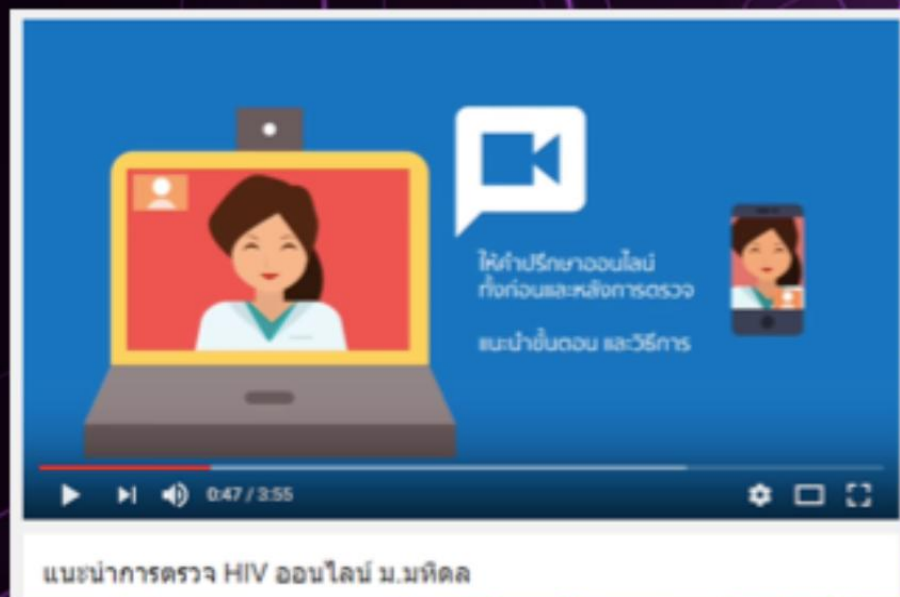 ให้คำปรึกษาออนไลน์
ทั้งก่อนและหลังการตรวจ
แนะนำขั้นตอน และวิธีการ
0:47 / 3:55
แนะนำการตรวจ HIV ออนไลน์ ม.มหิดล